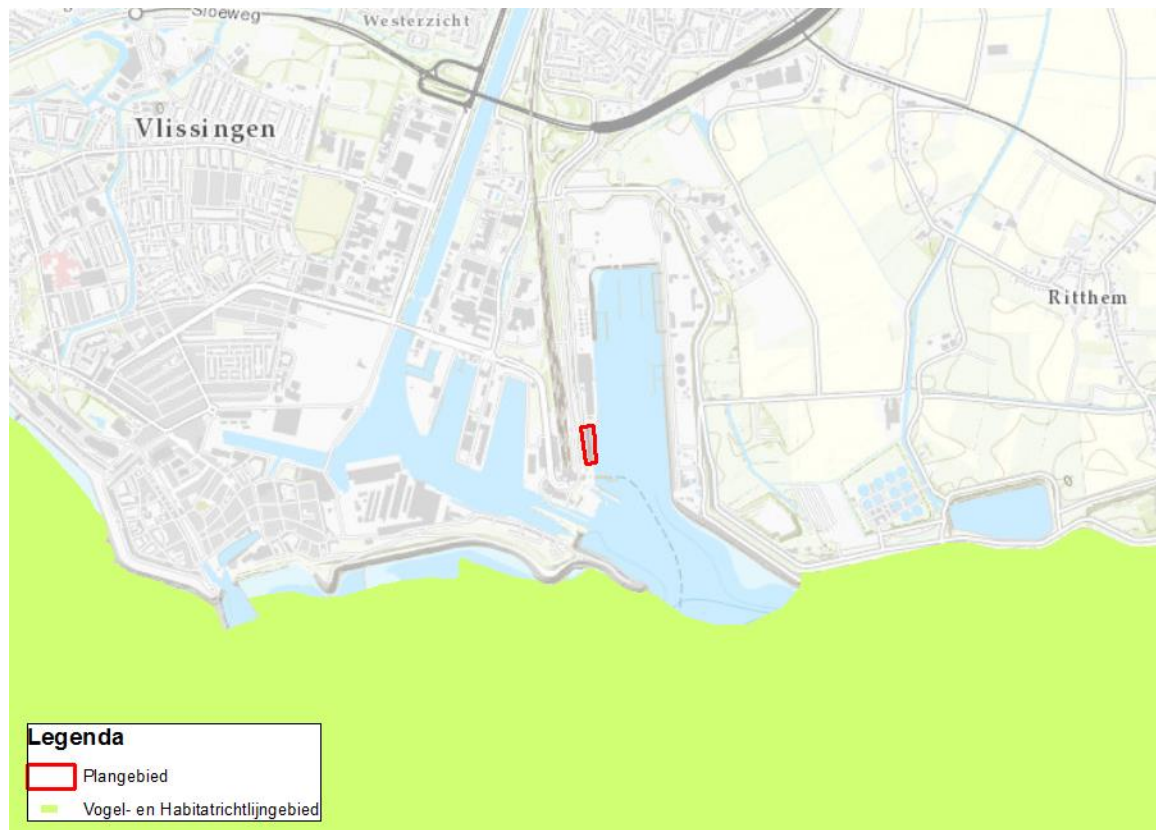 Sloeweg
Westerzicht
Vlissingen
Ritthem
Legenda
Plangebied
Vogel- en Habitatrichtlijngebied